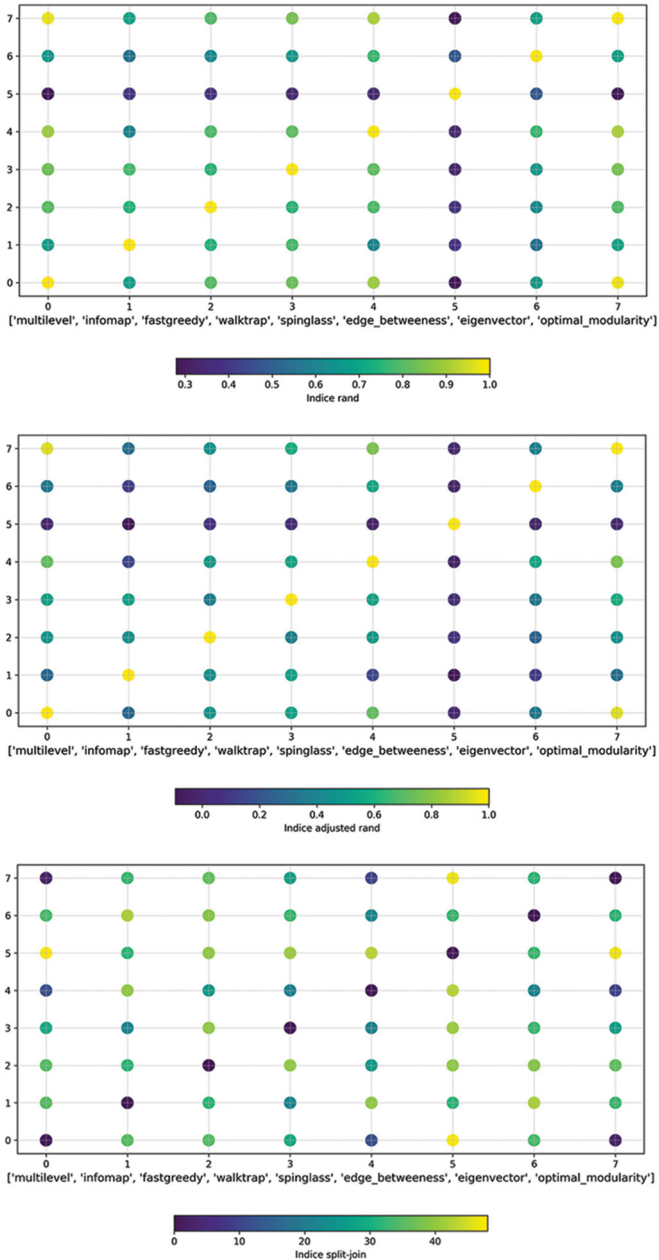 7
6
5
4
3
2
1
0
0 1 2 3 4 5 6 7
['multilevel', 'infomap', 'fastgreedy', 'walktrap', 'spinglass', 'edge_betweeness', 'eigenvector', 'optimal_modularity']
0.3 0.4 0.5 0.6 0.7 0.8 0.9 1.0
Indice rand
7
6
5
4
3
2
1
0
0 1 2 3 4 5 6 7
['multilevel', 'infomap', 'fastgreedy', 'walktrap', 'spinglass', 'edge_betweeness', 'eigenvector', 'optimal_modularity']
0.0 0.2 0.4 0.6 0.8 1.0
Indice adjusted rand
7
6
5
4
3
2
1
0
0 1 2 3 4 5 6 7
['multilevel', 'infomap', 'fastgreedy', 'walktrap', 'spinglass', 'edge_betweeness', 'eigenvector', 'optimal_modularity']
0 10 20 30 40
Indice split-join